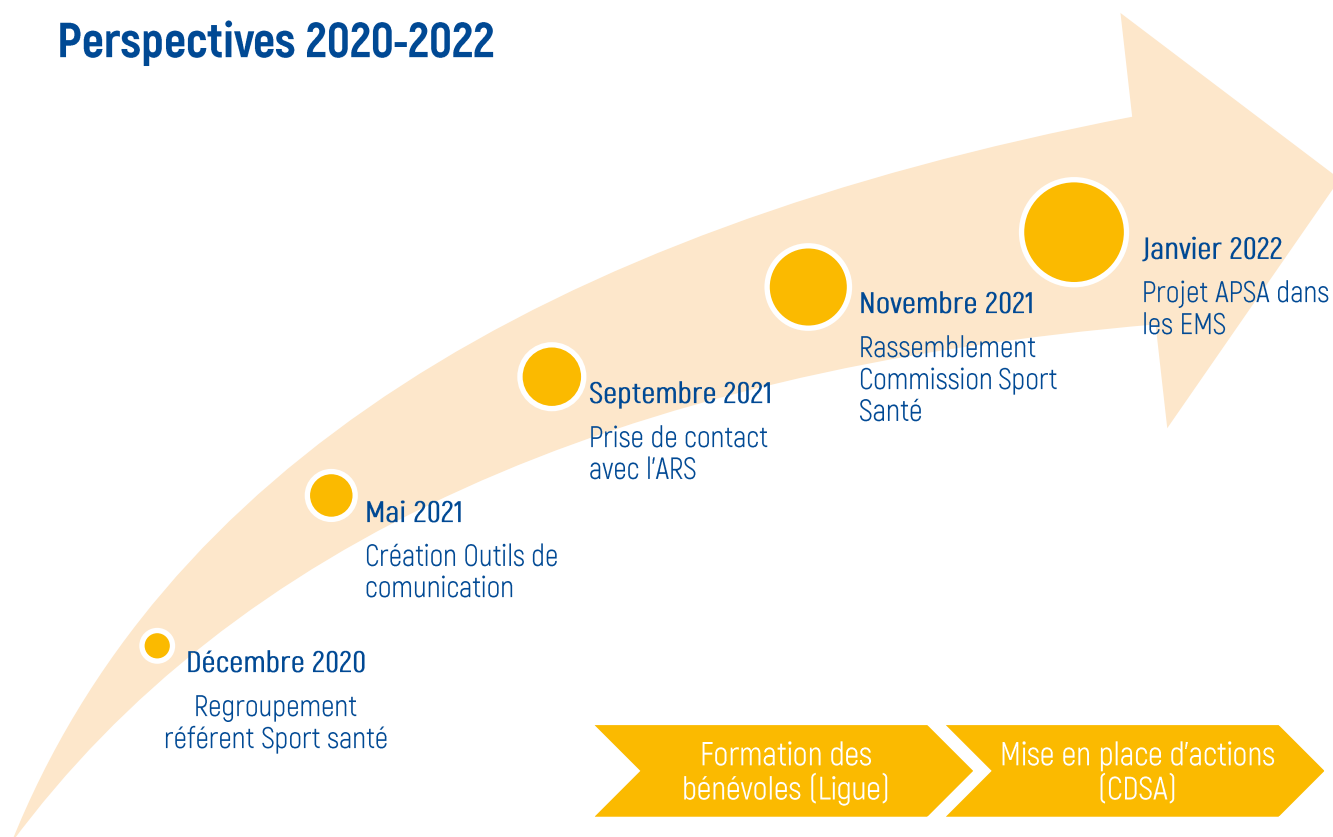 Perspectives 2020-2022
Décembre 2020
Regroupement
référent Sport santé
Mai 2021
Création Outils de
comunication
Septembre 2021
Prise de contact
avec l'ARS
Novembre 2021
Rassemblement
Commission Sport
Santé
Janvier 2022
Projet APSA dans
les EMS
Formation des
bénévoles (Ligue)
Mise en place d'actions
(CDSA)